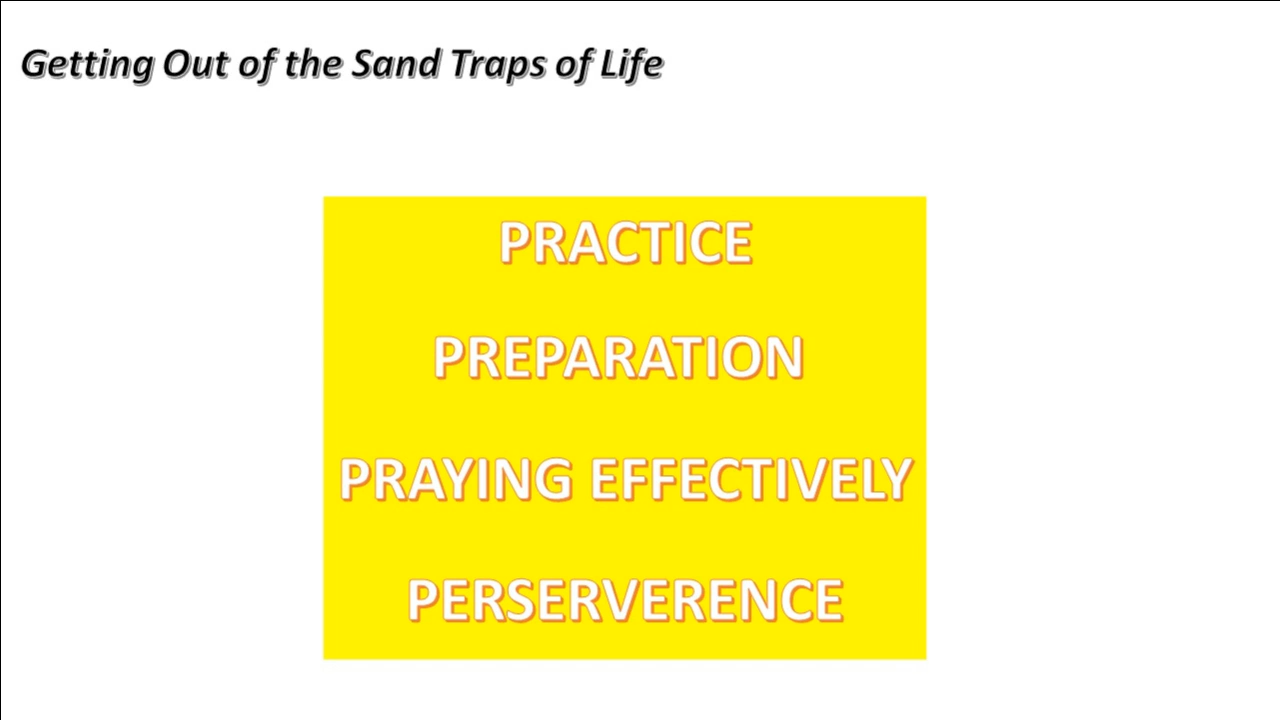 Getting Out of the Sand Traps of Life
PRACTICE
PREPARATION
PRAYING EFFECTIVELY
PERSERVERENCE